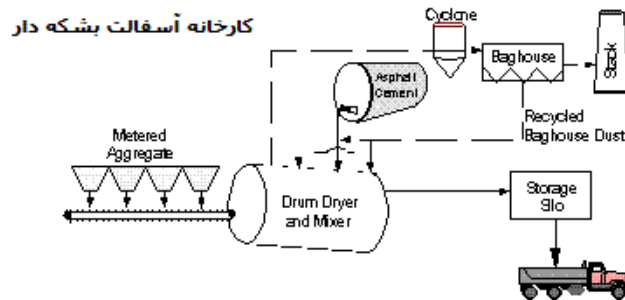 کارخانه آسفالت بشکه دار
Cyclone
Baghouse
Stack
Asphalt
Cement
Recycled
Baghouse Dust
Metered
Aggregate
Drum Dryer
and Mixer
Storage
Silo